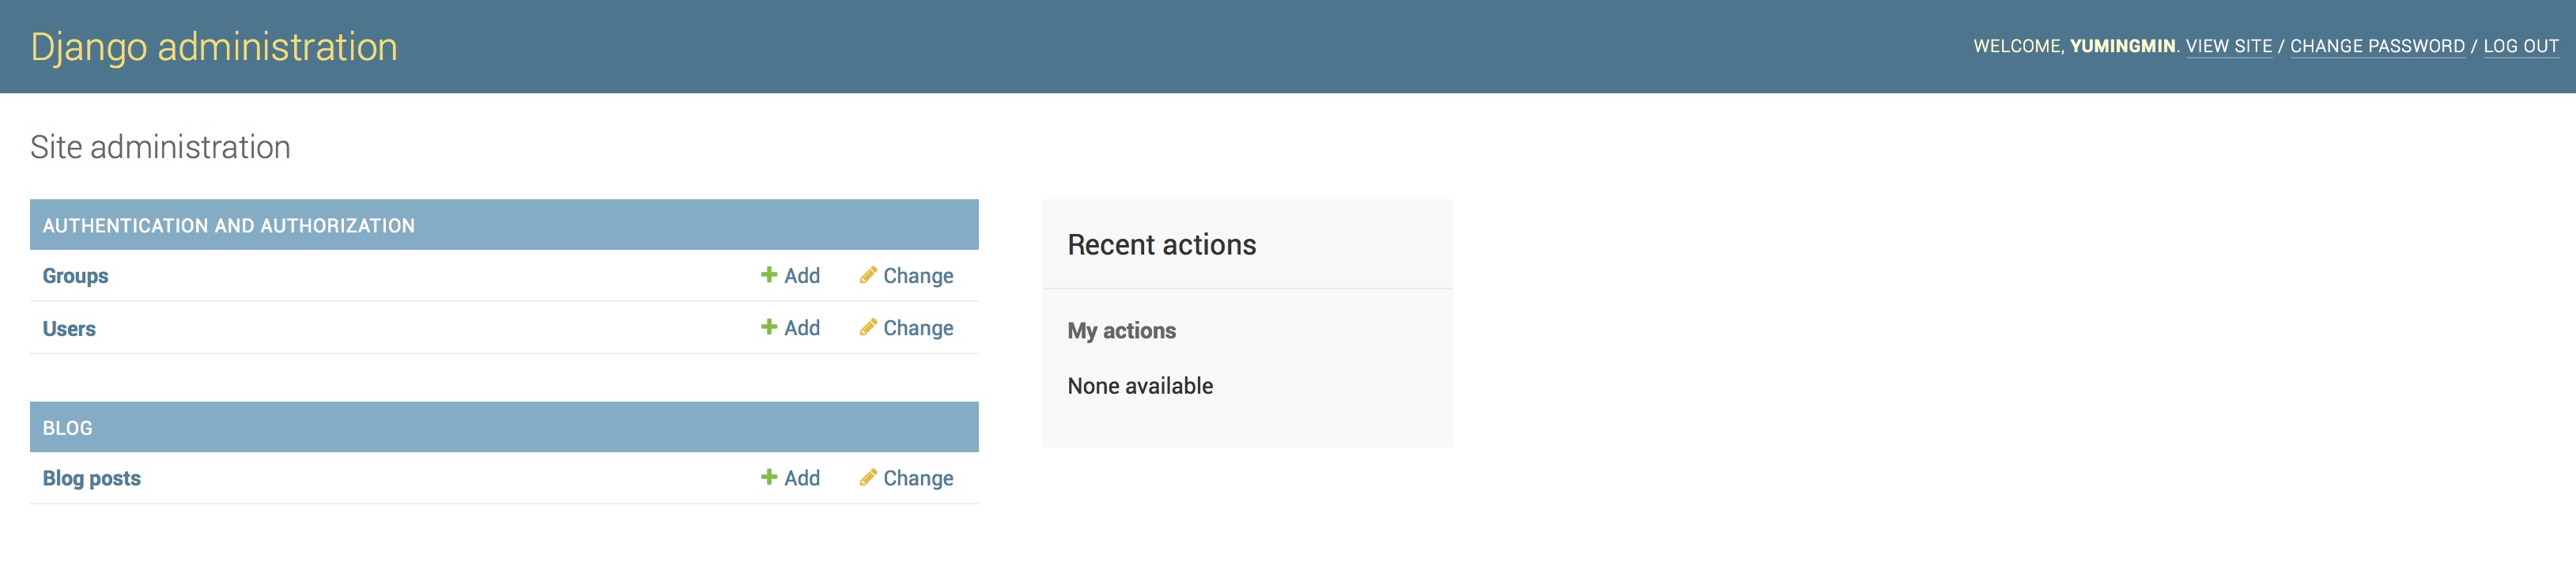 Django administration
WELCOME, YUMINGMIN. VIEW SITE / CHANGE PASSWORD / LOG OUT
Site administration
AUTHENTICATION AND AUTHORIZATION
Groups Add Change
Users Add Change
BLOG
Blog posts Add Change
Recent actions
My actions
None available